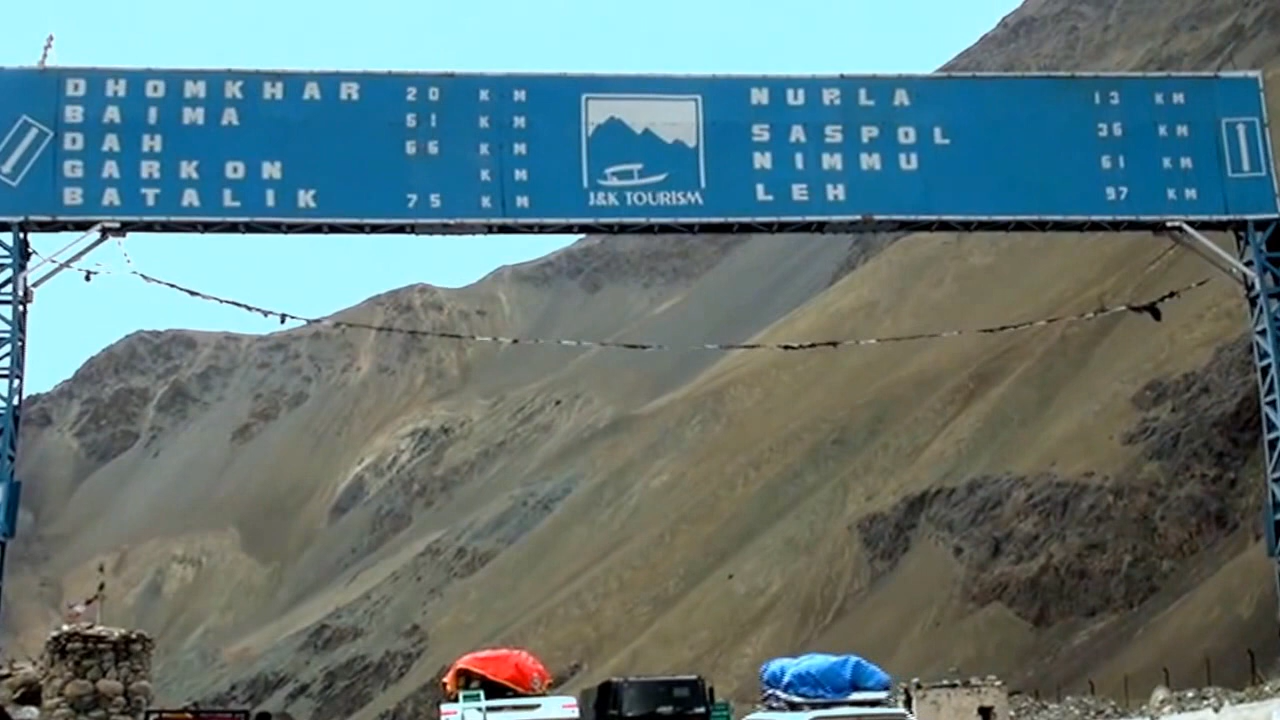 DHOMKHAR 20 KM
BAIMA 61 KM
DAH 66 KM
GARKON KM
BATALIK 75 KM
J&K TOURISM
NURLA 13 KM
SASPOL 36 KM
NIMMU 61 KM
LEH 97 KM